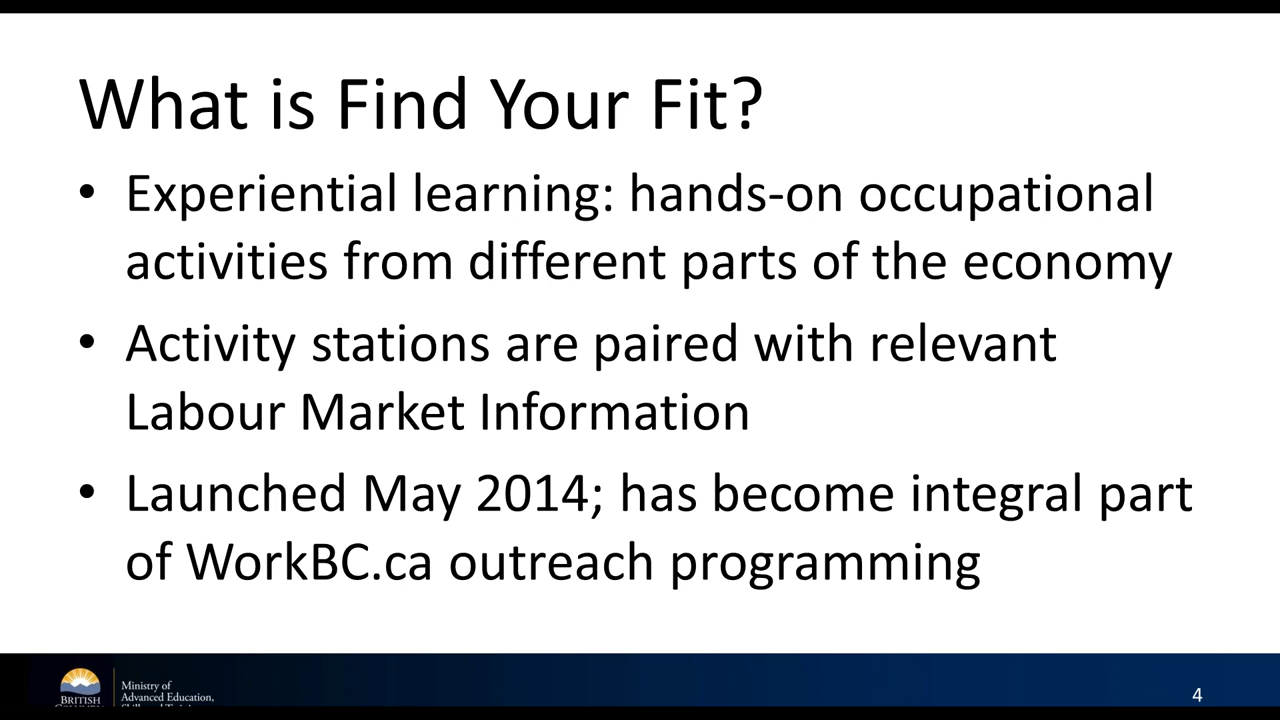 What is Find Your Fit?
• Experiential learning: hands-on occupational
activities from different parts of the economy
• Activity stations are paired with relevant
Labour Market Information
• Launched May 2014; has become integral part
of WorkBC.ca outreach programming
BRITISH
Ministry of
Advanced Education,
4